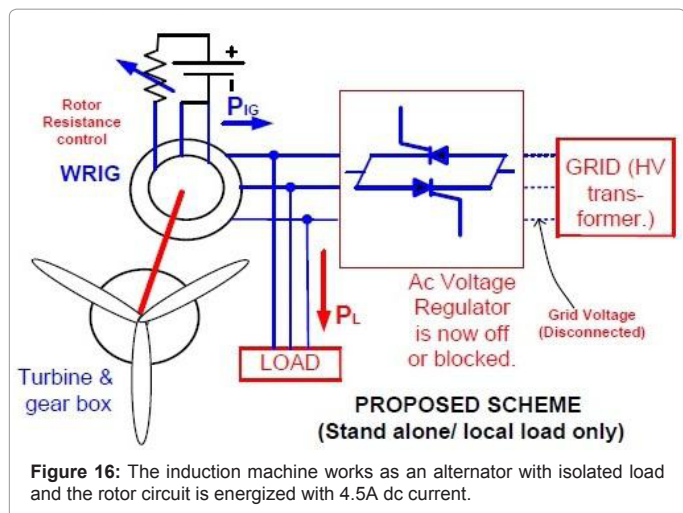 +
-
Rotor
Resistance
control
PIG
WRIG
GRID (HV
trans-
former.)
Ac Voltage
Regulator
is now off
or blocked.
Grid Voltage
(Disconnected)
PL
LOAD
Turbine &
gear box
PROPOSED SCHEME
(Stand alone/ local load only)
Figure 16: The induction machine works as an alternator with isolated load
and the rotor circuit is energized with 4.5A dc current.